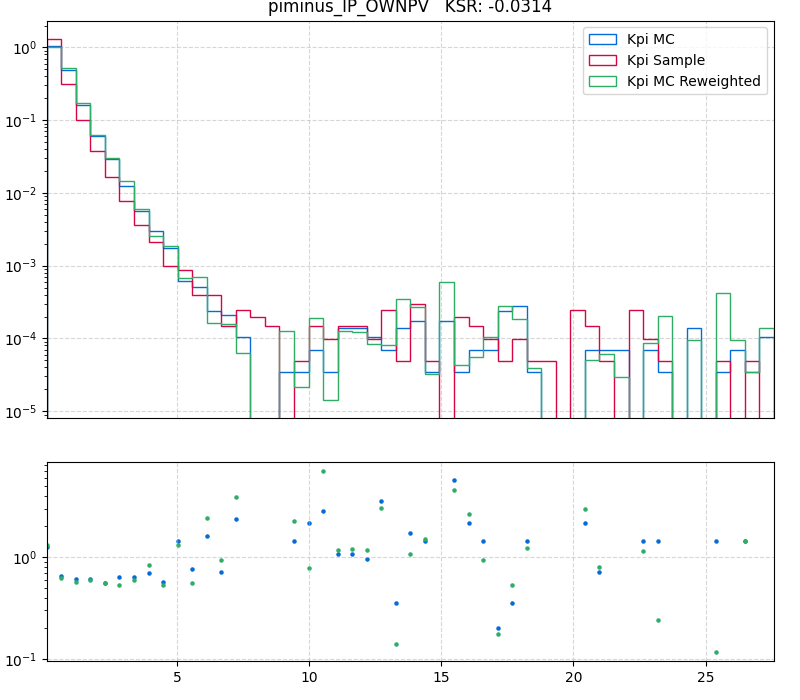 piminus_IP_OWNPV   KSR: -0.0314
10⁰
10⁻¹
10⁻²
10⁻³
10⁻⁴
10⁻⁵
Kpi MC
Kpi Sample
Kpi MC Reweighted
10⁰
10⁻¹
5 10 15 20 25